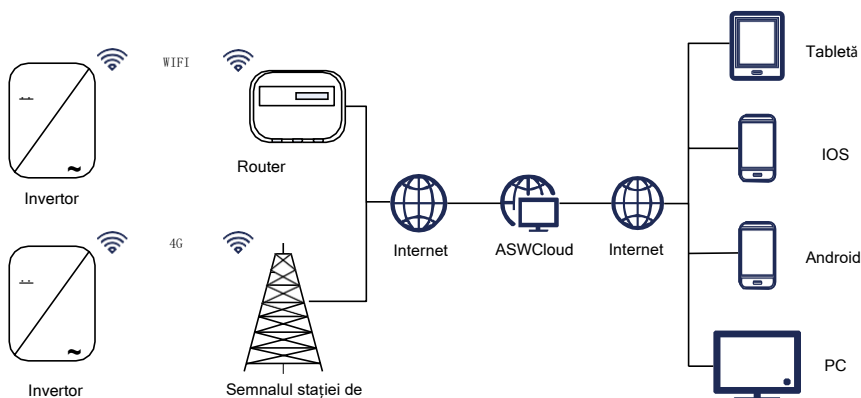 WIFI
Tabletă
Router
IOS
Invertor
Internet
ASWCloud
Internet
4G
Android
PC
Invertor
Semnalul stației de